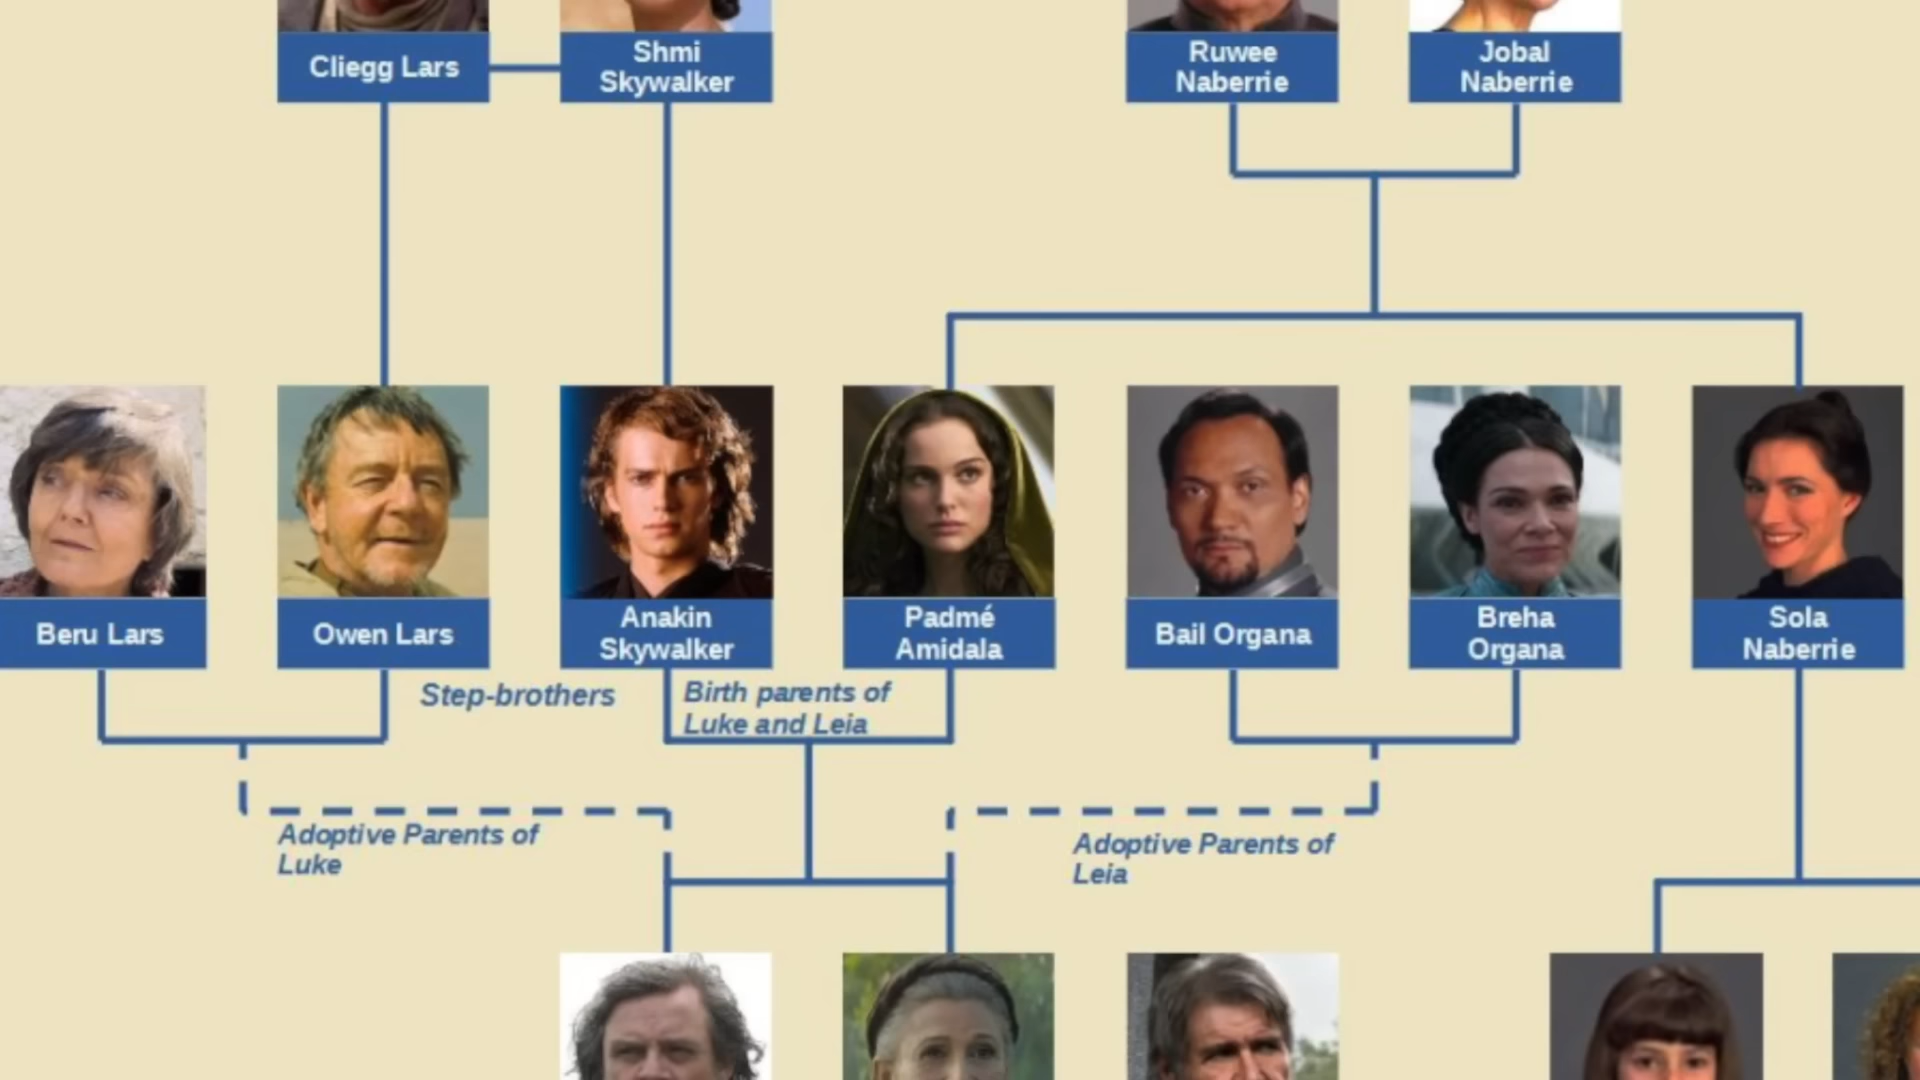 Cliegg Lars
Shmi
Skywalker
Ruwee
Naberrie
Jobal
Naberrie
Beru Lars
Owen Lars
Anakin
Skywalker
Padmé
Amidala
Bail Organa
Breha
Organa
Sola
Naberrie
Step-brothers
Birth parents of
Luke and Leia
Adoptive Parents of
Luke
Adoptive Parents of
Leia